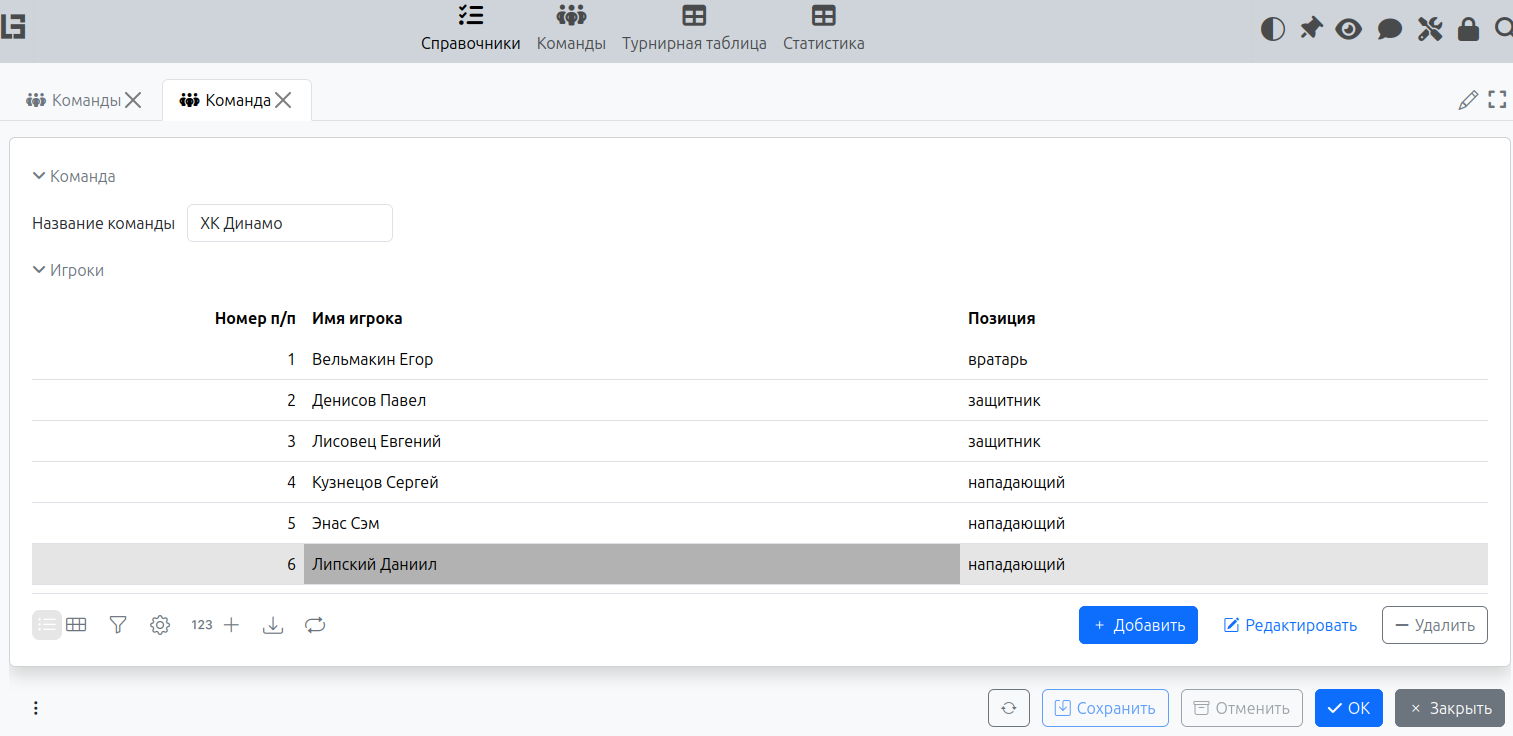 Справочники Команды Турнирная таблица Статистика
Команды Команда
Команда
Название команды ХК Динамо
Игроки
Номер п/п Имя игрока Позиция
1 Вельмакин Егор вратарь
2 Денисов Павел защитник
3 Лисовец Евгений защитник
4 Кузнецов Сергей нападающий
5 Энас Сэм нападающий
6 Липский Даниил нападающий
123 Добавить Редактировать Удалить
Сохранить Отменить OK Закрыть